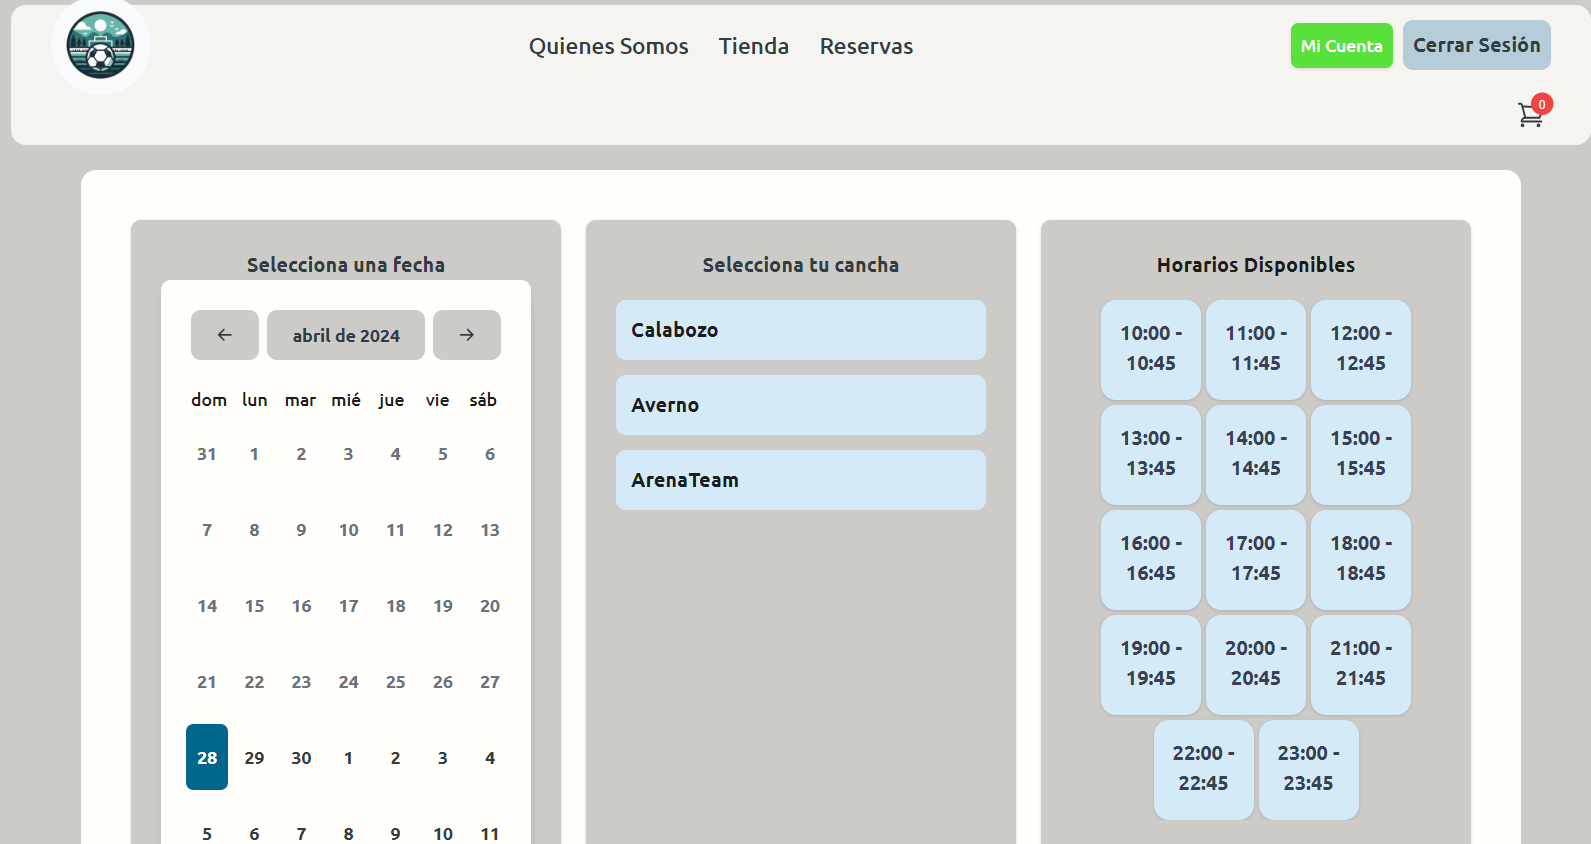 Quienes Somos Tienda Reservas Mi Cuenta Cerrar Sesión
0
Selecciona una fecha
abril de 2024
dom lun mar mié jue vie sáb
31 1 2 3 4 5 6
7 8 9 10 11 12 13
14 15 16 17 18 19 20
21 22 23 24 25 26 27
28 29 30 1 2 3 4
5 6 7 8 9 10 11
Selecciona tu cancha
Calabozo
Averno
ArenaTeam
Horarios Disponibles
10:00 -
10:45
11:00 -
11:45
12:00 -
12:45
13:00 -
13:45
14:00 -
14:45
15:00 -
15:45
16:00 -
16:45
17:00 -
17:45
18:00 -
18:45
19:00 -
19:45
20:00 -
20:45
21:00 -
21:45
22:00 -
22:45
23:00 -
23:45